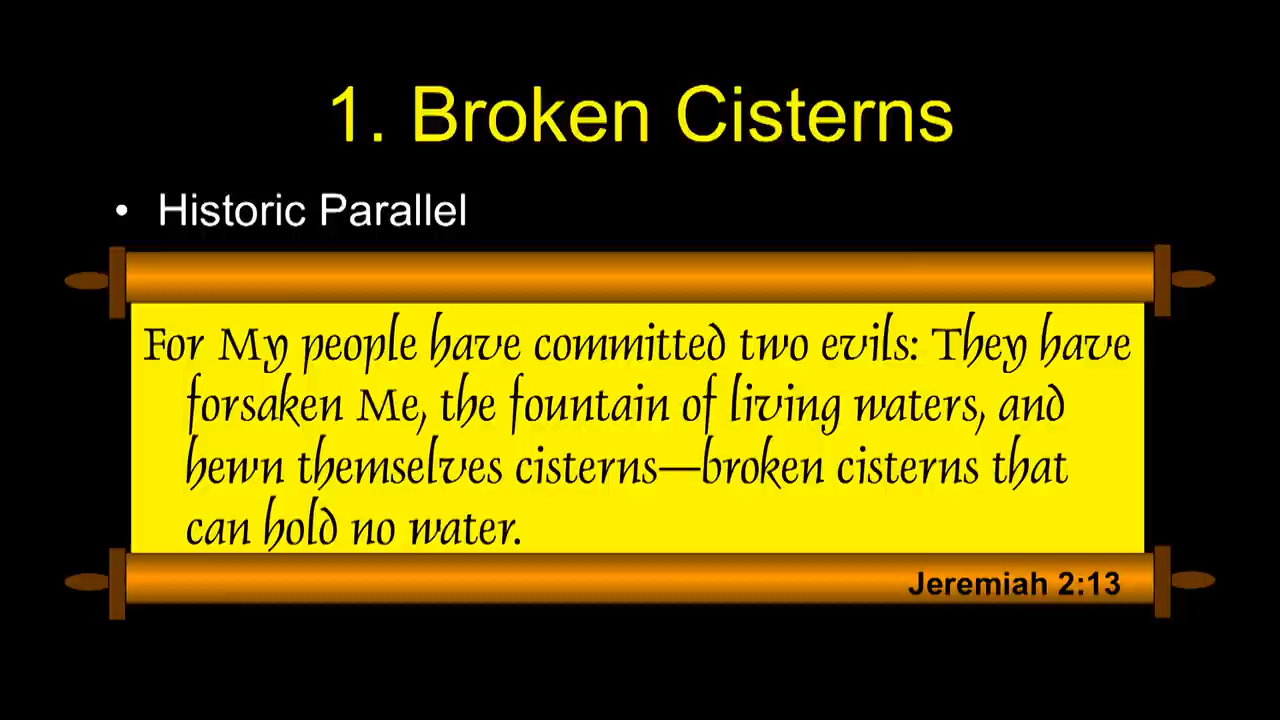 1. Broken Cisterns
• Historic Parallel
For My people have committed two evils: They have
forsaken Me, the fountain of living waters, and
hewn themselves cisterns—broken cisterns that
can hold no water.
Jeremiah 2:13